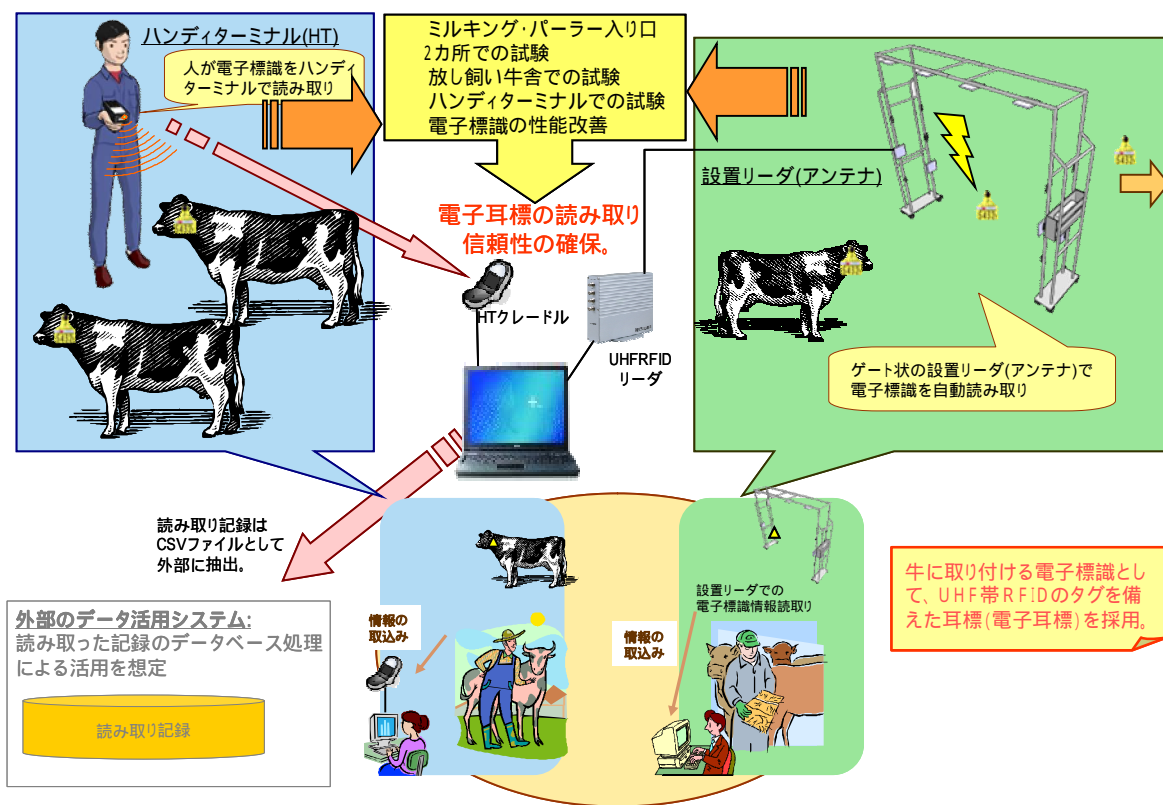 ハンディターミナル(HT)
人が電子標識をハンディ
ターミナルで読み取り
ミルキング・パーラー入り口
2カ所での試験
放し飼い牛舎での試験
ハンディターミナルでの試験
電子標識の性能改善
設置リーダ(アンテナ)
電子耳標の読み取り
信頼性の確保。
HTクレードル
UHFRFID
リーダ
ゲート状の設置リーダ(アンテナ)で
電子標識を自動読み取り
読み取り記録は
CSVファイルとして
外部に抽出。
外部のデータ活用システム:
読み取った記録のデータベース処理
による活用を想定
読み取り記録
情報の
取込み
設置リーダでの
電子標識情報読取り
情報の
取込み
牛に取り付ける電子標識とし
て、UHF帯RFIDのタグを備
えた耳標(電子耳標)を採用。